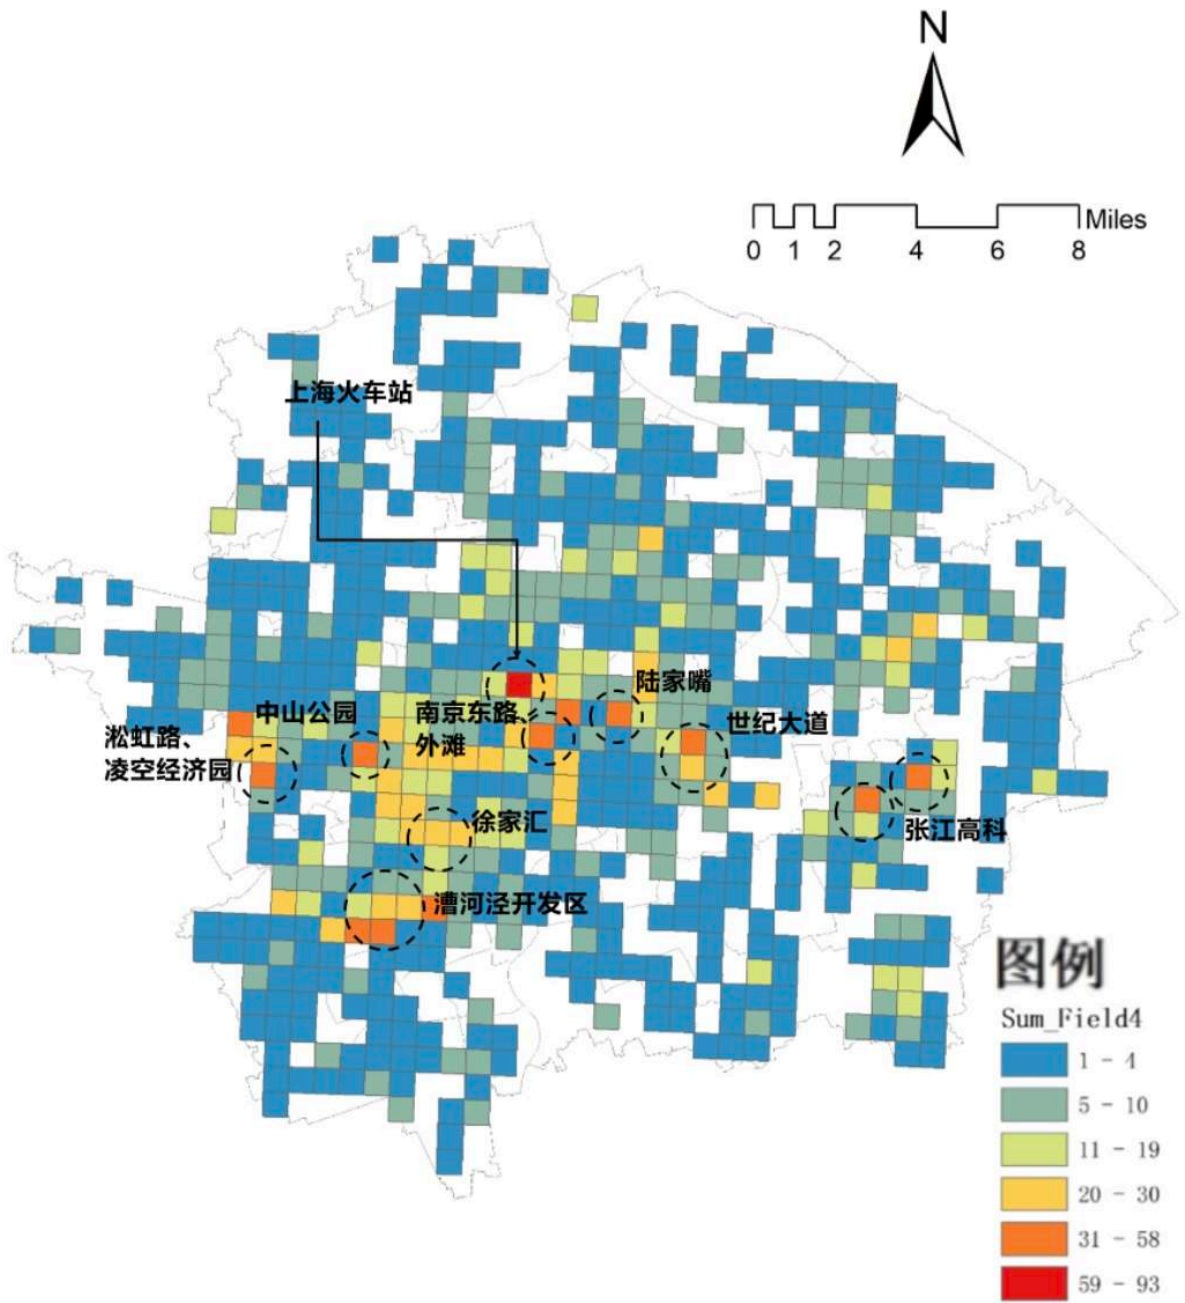 N
Miles
0 1 2 4 6 8
上海火车站
陆家嘴
中山公园
南京东路、
外滩
世纪大道
淞虹路、
凌空经济园
徐家汇
张江高科
漕河泾开发区
图例
Sum_Field4
1 - 4
5 - 10
11 - 19
20 - 30
31 - 58
59 - 93